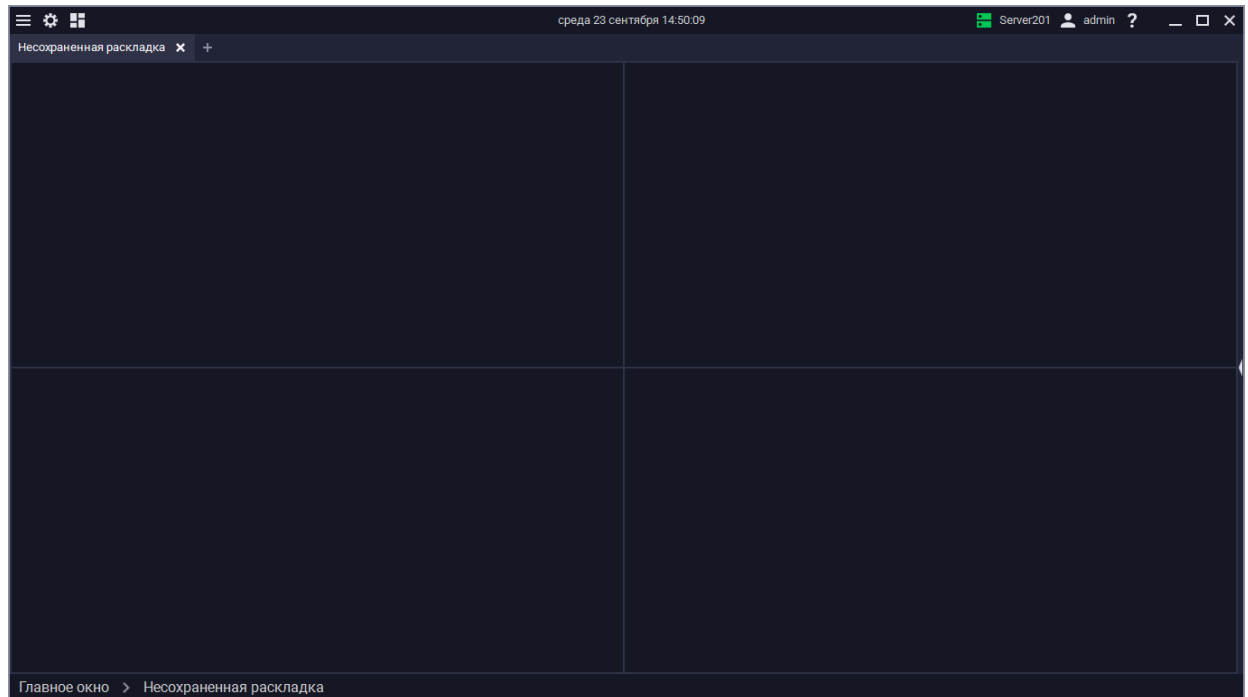 среда 23 сентября 14:50:09
Server201 admin ?
Несохраненная раскладка × +
Главное окно > Несохраненная раскладка